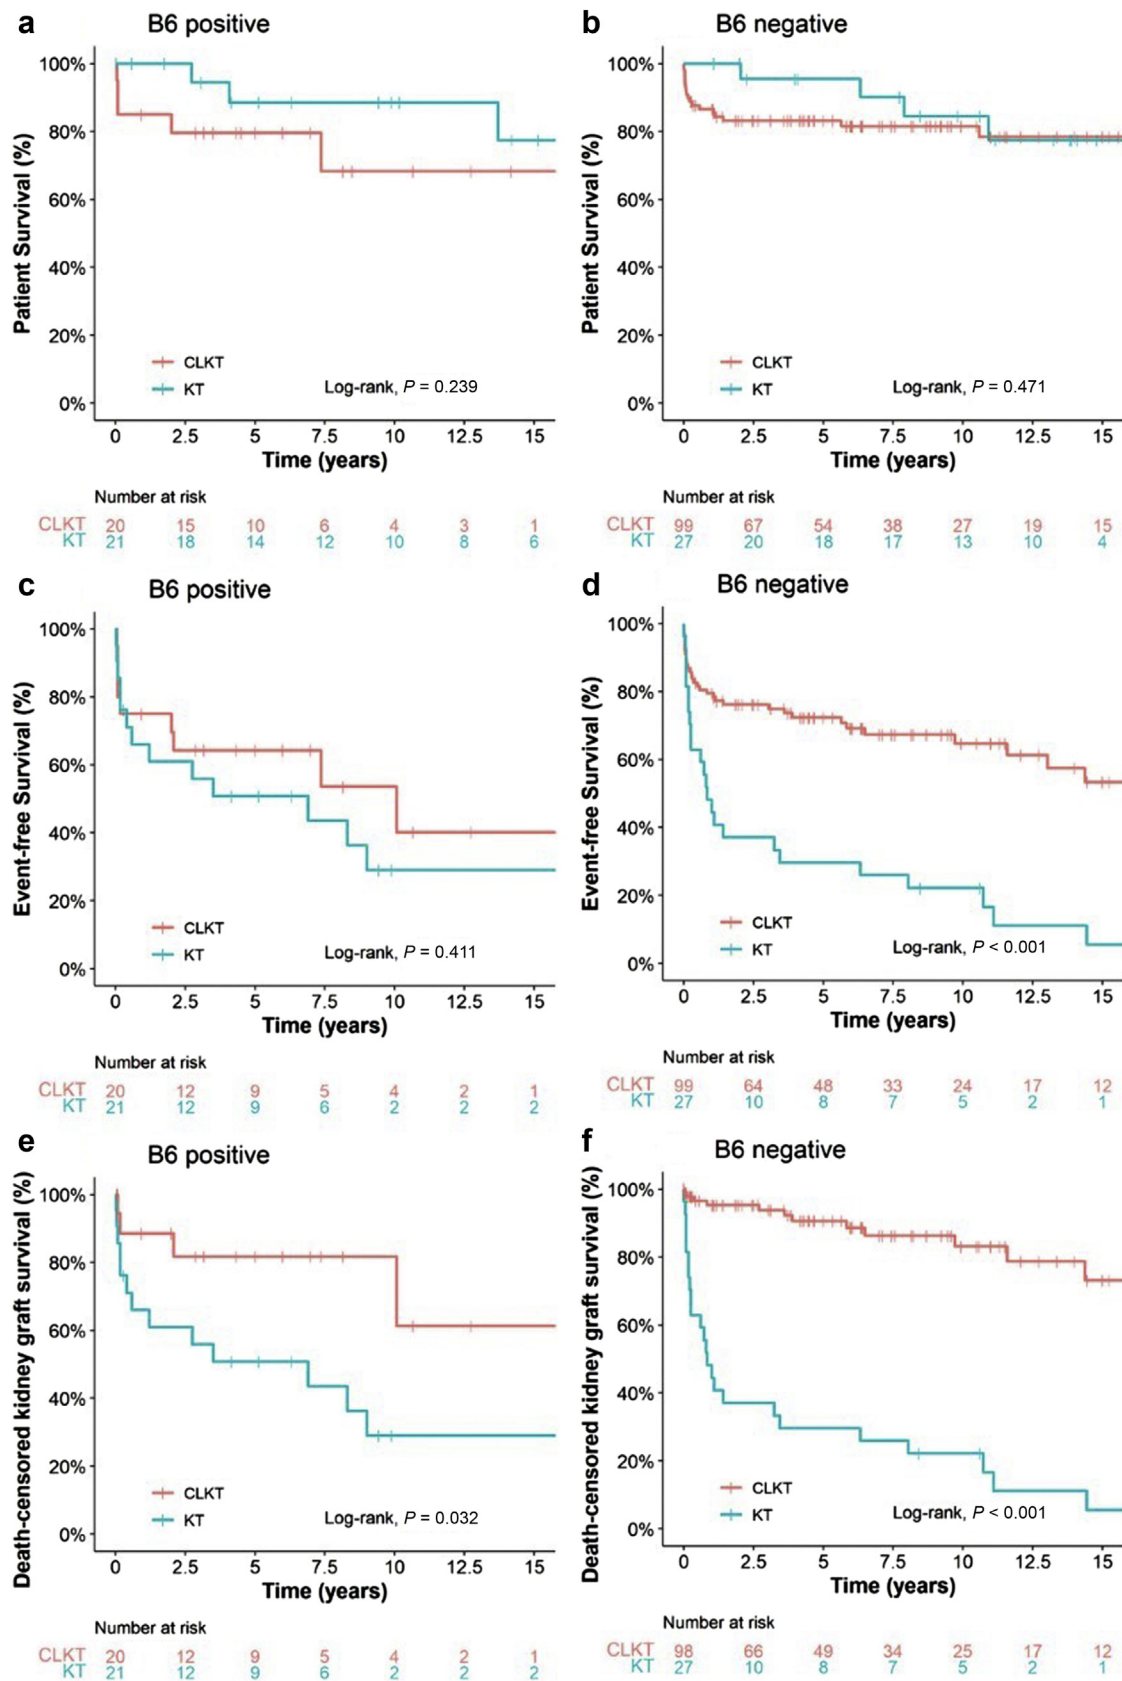 a
B6 positive
Patient Survival (%)
100%
80%
60%
40%
20%
0%
CLKT
KT
Log-rank, P = 0.239
0 2.5 5 7.5 10 12.5 15
Time (years)
Number at risk
CLKT 20 15 10 6 4 3 1
KT 21 18 14 12 10 8 6
b
B6 negative
Patient Survival (%)
100%
80%
60%
40%
20%
0%
CLKT
KT
Log-rank, P = 0.471
0 2.5 5 7.5 10 12.5 15
Time (years)
Number at risk
CLKT 99 67 54 38 27 19 15
KT 27 20 18 17 13 10 4
c
B6 positive
Event-free Survival (%)
100%
80%
60%
40%
20%
0%
CLKT
KT
Log-rank, P = 0.411
0 2.5 5 7.5 10 12.5 15
Time (years)
Number at risk
CLKT 20 12 9 5 4 2 1
KT 21 12 9 6 2 2 2
d
B6 negative
Event-free Survival (%)
100%
80%
60%
40%
20%
0%
CLKT
KT
Log-rank, P < 0.001
0 2.5 5 7.5 10 12.5 15
Time (years)
Number at risk
CLKT 99 64 48 33 24 17 12
KT 27 10 8 7 5 2 1
e
B6 positive
Death-censored kidney graft survival (%)
100%
80%
60%
40%
20%
0%
CLKT
KT
Log-rank, P = 0.032
0 2.5 5 7.5 10 12.5 15
Time (years)
Number at risk
CLKT 20 12 9 5 4 2 1
KT 21 12 9 6 2 2 2
f
B6 negative
Death-censored kidney graft survival (%)
100%
80%
60%
40%
20%
0%
CLKT
KT
Log-rank, P < 0.001
0 2.5 5 7.5 10 12.5 15
Time (years)
Number at risk
CLKT 98 66 49 34 25 17 12
KT 27 10 8 7 5 2 1